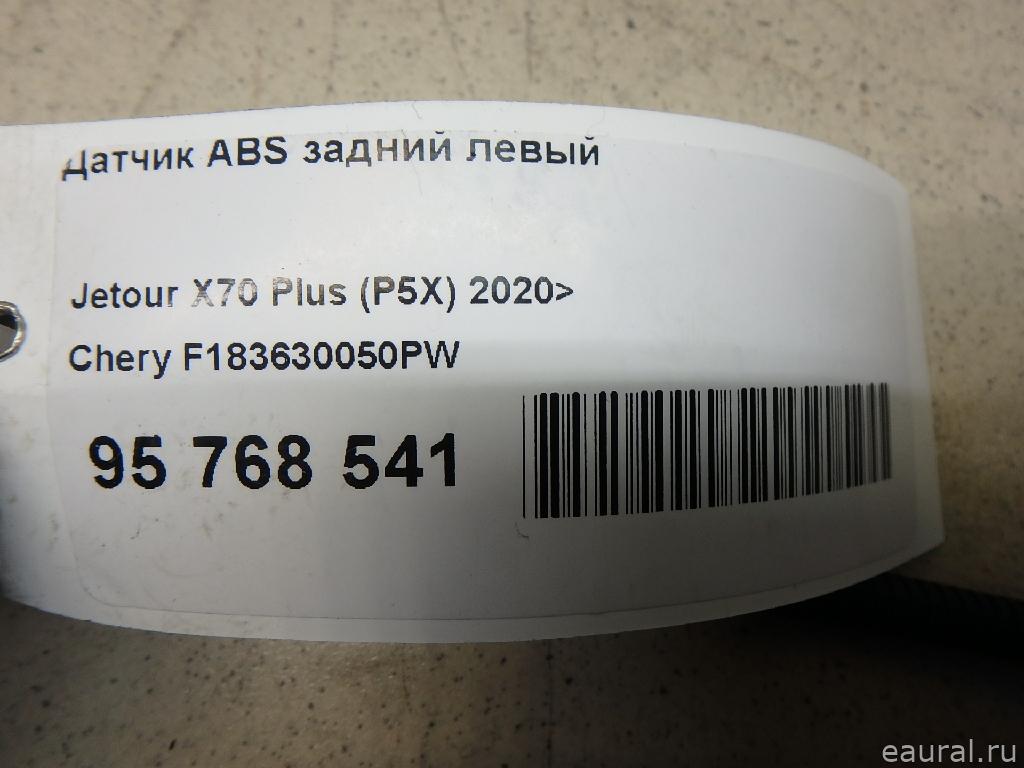 Датчик ABS задний левый
Jetour X70 Plus (P5X) 2020>
Chery F183630050PW
95 768 541
eaural.ru